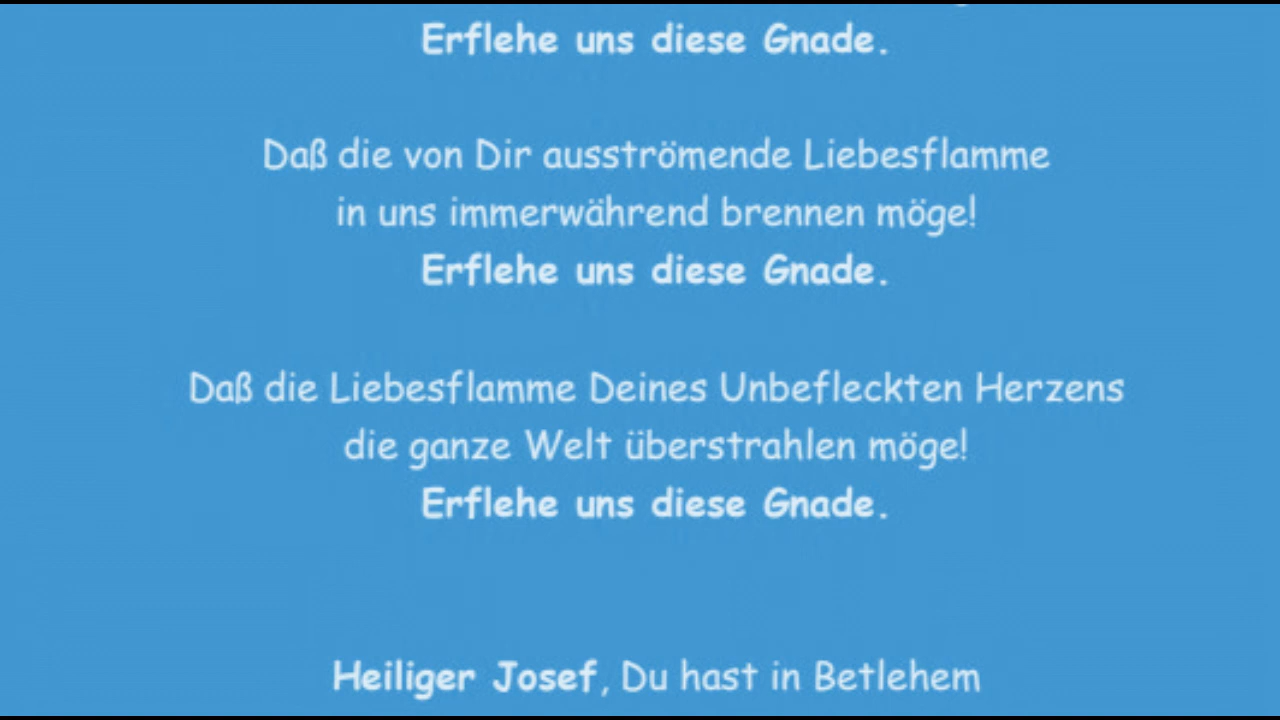 Erflehe uns diese Gnade.
Daß die von Dir ausströmende Liebesflamme
in uns immerwährend brennen möge!
Erflehe uns diese Gnade.
Daß die Liebesflamme Deines Unbefleckten Herzens
die ganze Welt überstrahlen möge!
Erflehe uns diese Gnade.
Heiliger Josef, Du hast in Betlehem